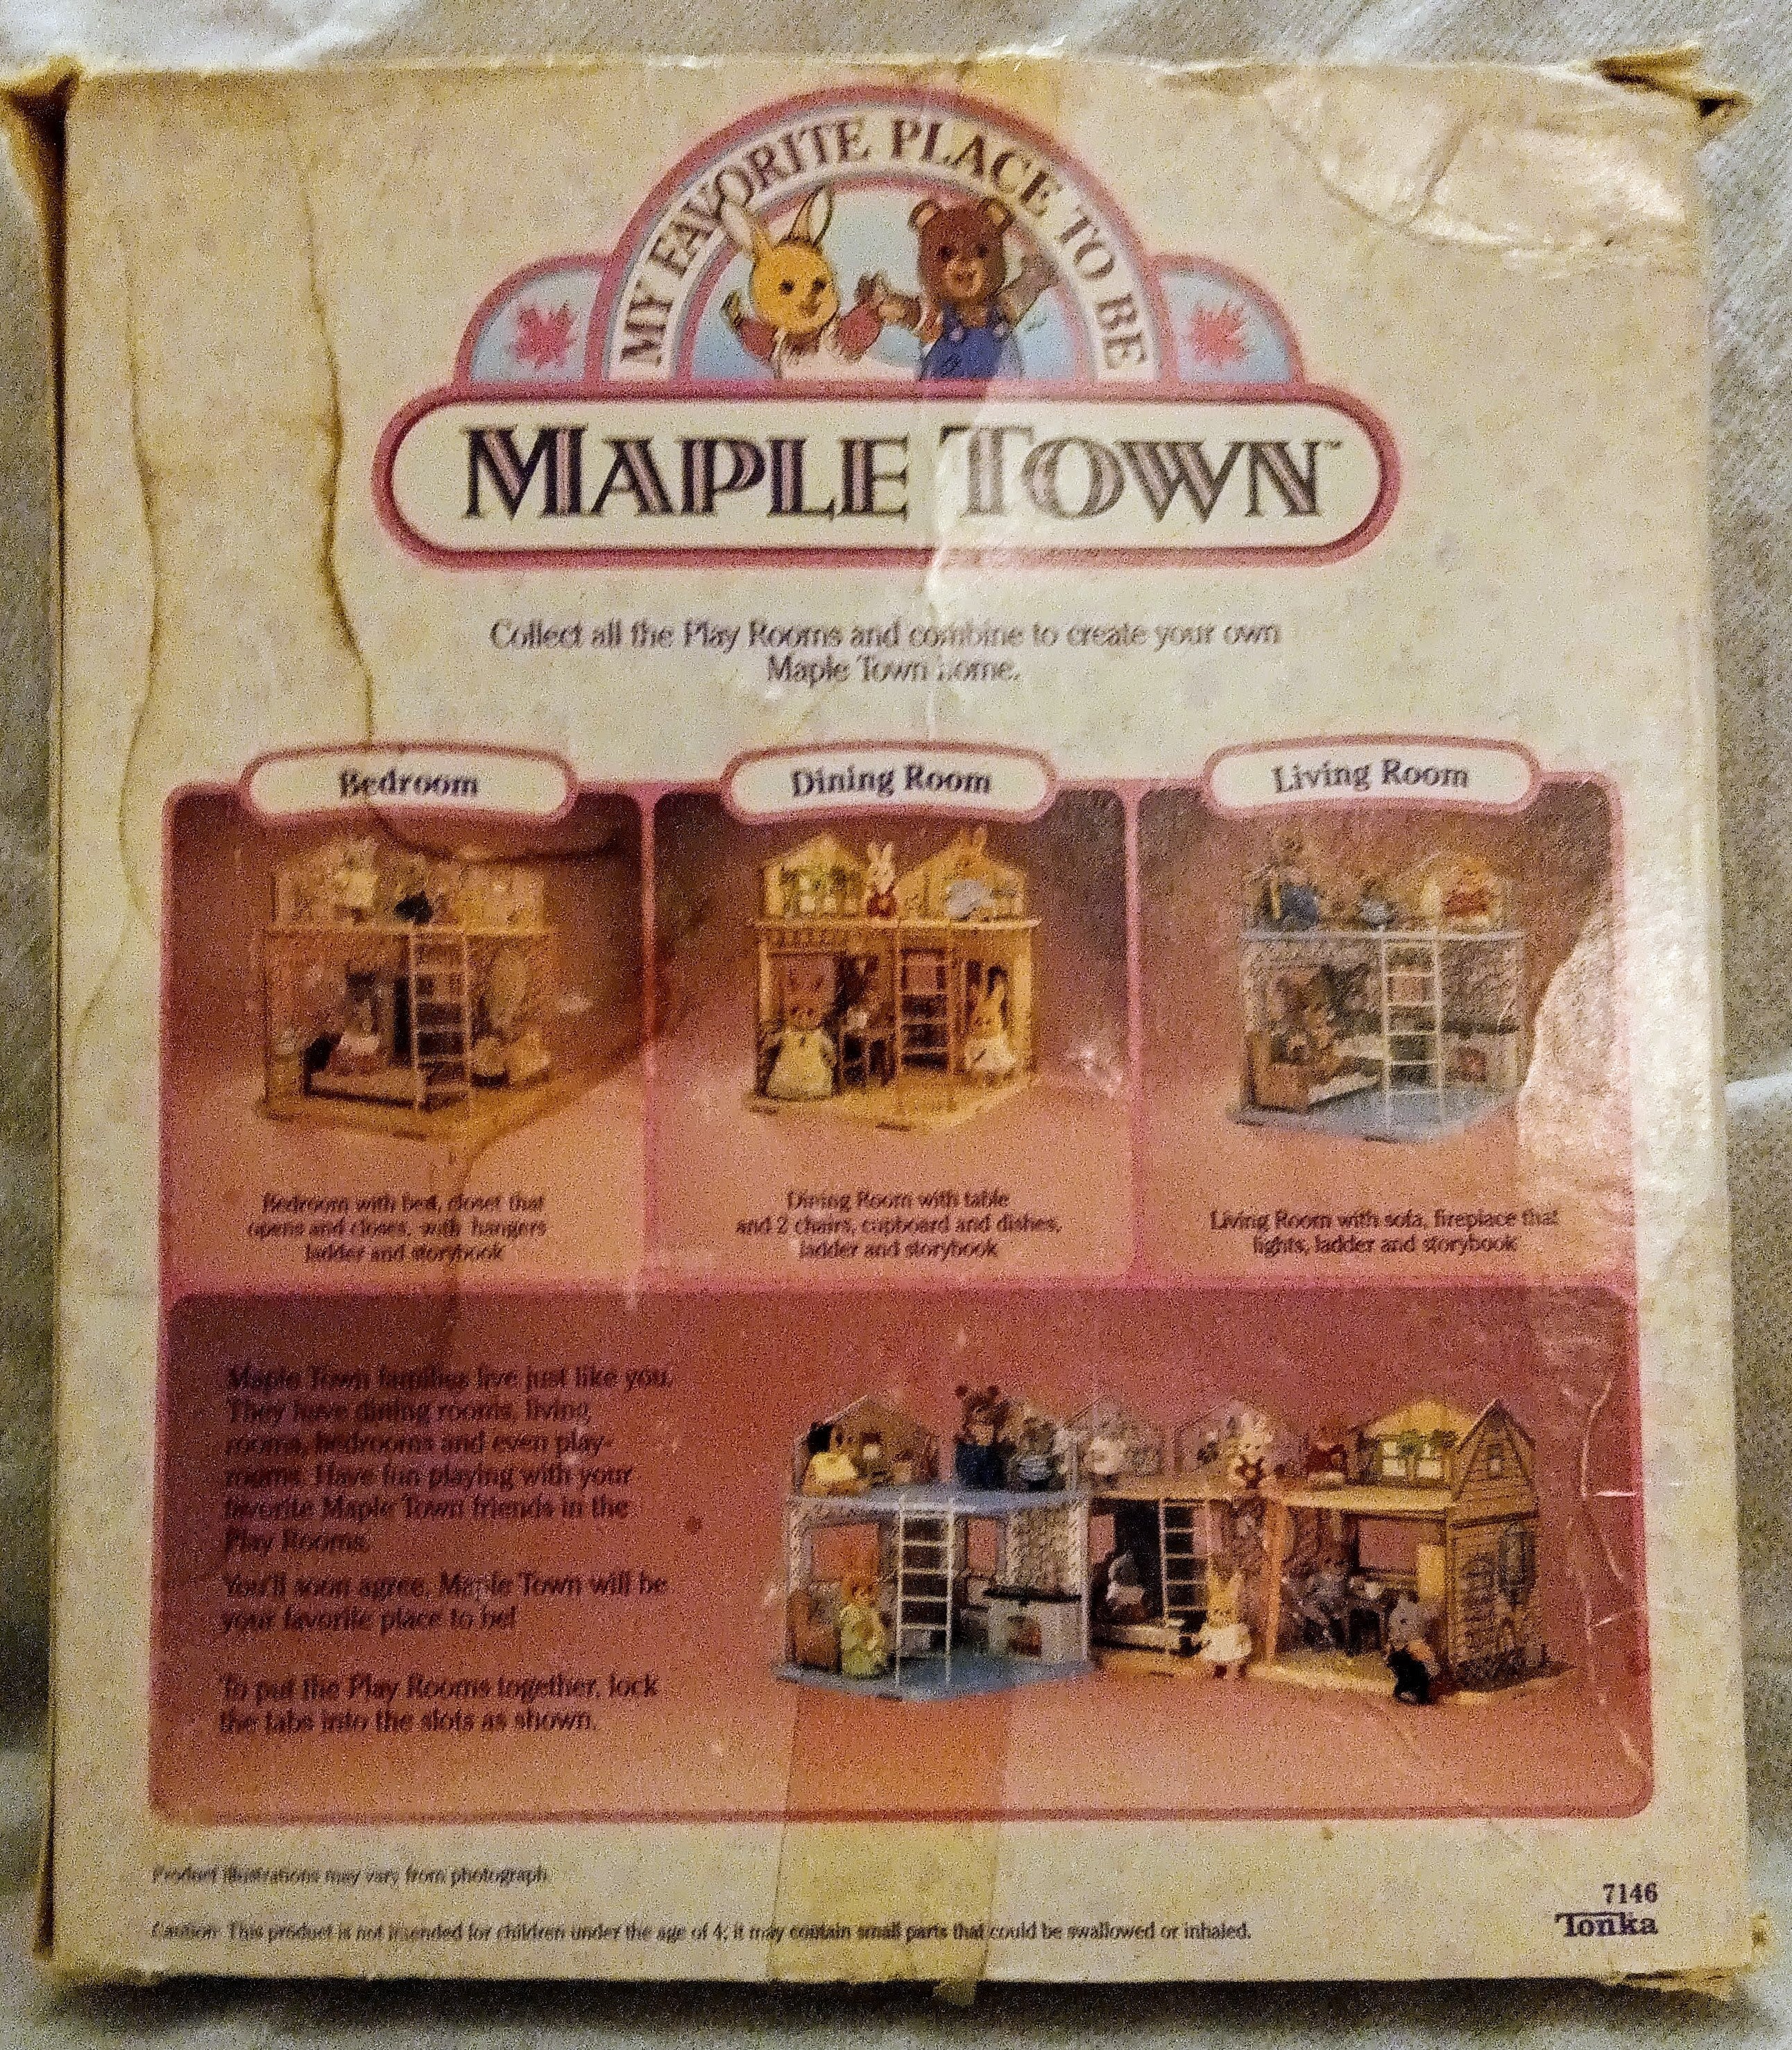 MY FAVORITE PLACE TO BE
MAPLE TOWN™
Collect all the Play Rooms and combine to create your own
Maple Town home.
Bedroom
Dining Room
Living Room
Bedroom with bed, closet that
opens and closes, with hangers
ladder and storybook
Dining Room with table
and 2 chairs, cupboard and dishes,
ladder and storybook
Living Room with sofa, fireplace that
lights, ladder and storybook
Maple Town families live just like you.
They have dining rooms, living
rooms, bedrooms and even play-
rooms. Have fun playing with your
favorite Maple Town friends in the
Play Rooms.
You'll soon agree, Maple Town will be
your favorite place to be!
To put the Play Rooms together, lock
the tabs into the slots as shown.
Product illustrations may vary from photograph
Caution: This product is not intended for children under the age of 4; it may contain small parts that could be swallowed or inhaled.
7146
Tonka